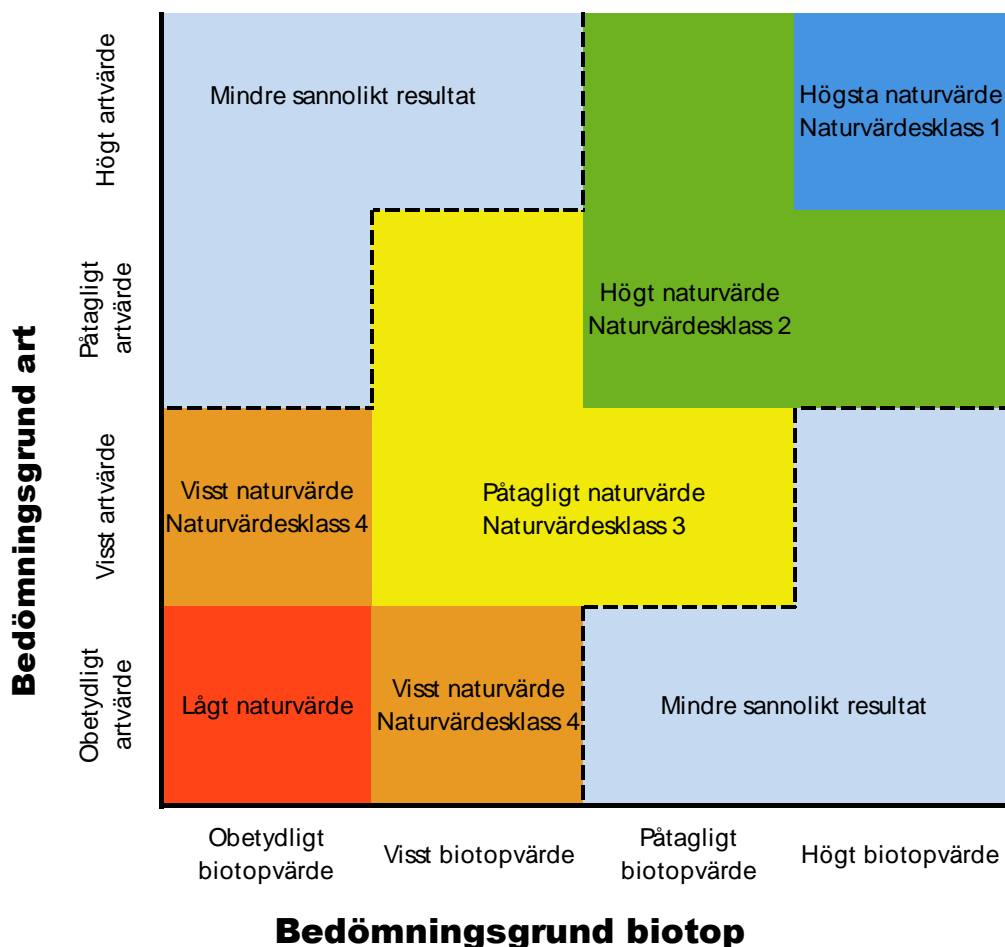 Bedömningsgrund art
Högt artvärde
Mindre sannolikt resultat
Högsta naturvärde
Naturvärdesklass 1
Påtagligt
artvärde
Högt naturvärde
Naturvärdesklass 2
Visst artvärde
Visst naturvärde
Naturvärdesklass 4
Påtagligt naturvärde
Naturvärdesklass 3
Obetydligt
artvärde
Lågt naturvärde
Visst naturvärde
Naturvärdesklass 4
Mindre sannolikt resultat
Obetydligt
biotopvärde
Visst biotopvärde
Påtagligt
biotopvärde
Högt biotopvärde
Bedömningsgrund biotop